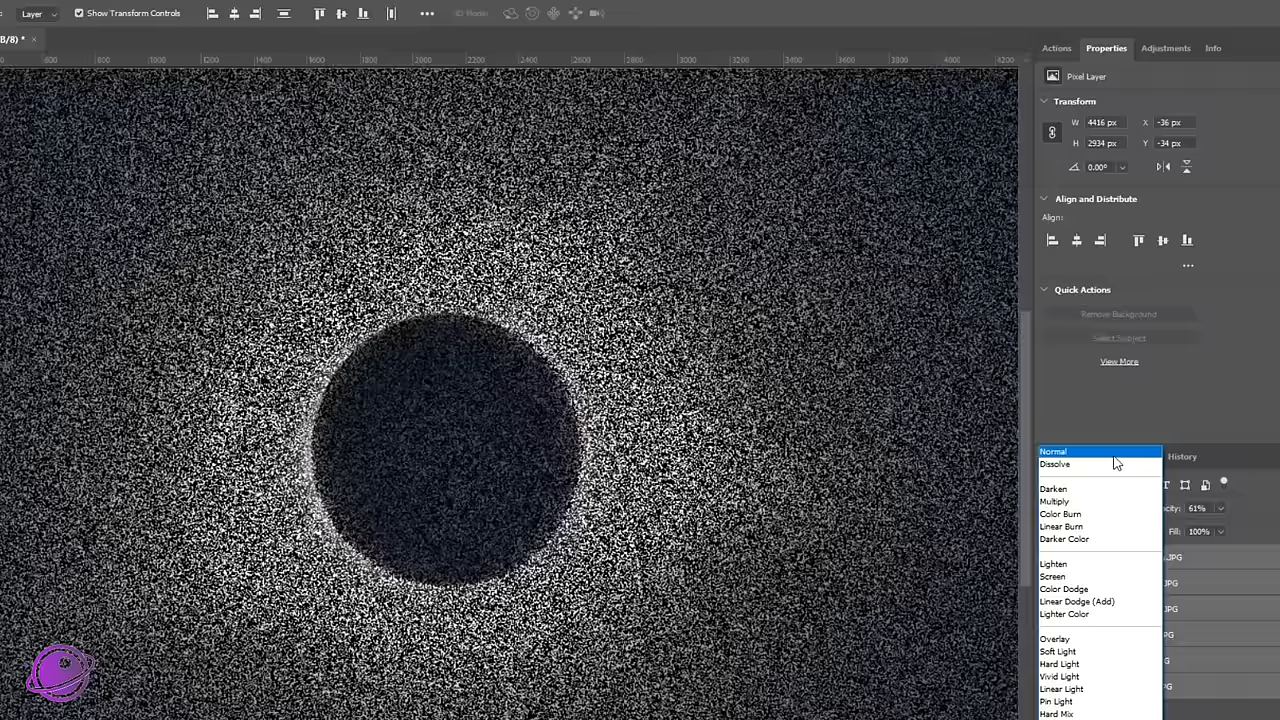 Layer
Show Transform Controls
3D Mode:
B/8) *
600
800
1000
1200
1400
1600
1800
2000
2200
2400
2600
2800
3000
3200
3400
3600
3800
4000
4200
Actions
Properties
Adjustments
Info
Pixel Layer
Transform
W 4416 px X -36 px
H 2934 px Y -34 px
0.00°
Align and Distribute
Align:
Quick Actions
Remove Background
Select Subject
View More
History
Normal
Dissolve
Darken
Multiply
Color Burn
Linear Burn
Darker Color
Lighten
Screen
Color Dodge
Linear Dodge (Add)
Lighter Color
Overlay
Soft Light
Hard Light
Vivid Light
Linear Light
Pin Light
Hard Mix
acity: 61%
Fill: 100%
.JPG
JPG
JPG
PG
G
PG